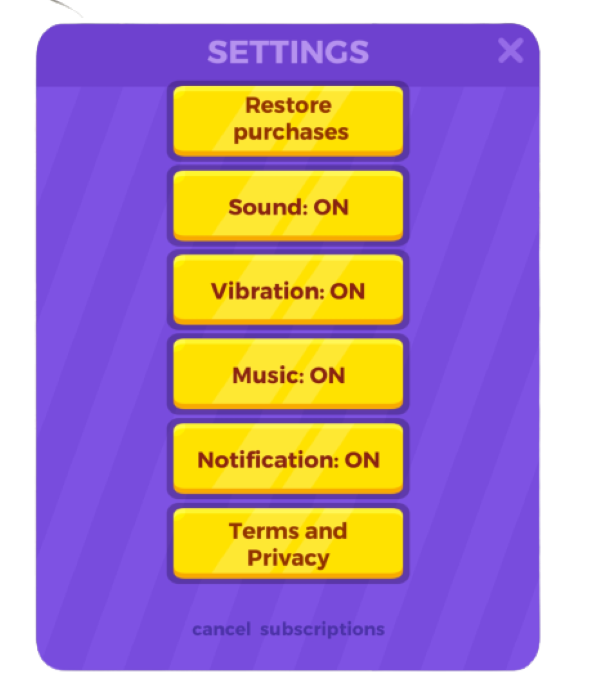 SETTINGS
Restore
purchases
Sound: ON
Vibration: ON
Music: ON
Notification: ON
Terms and
Privacy
cancel subscriptions